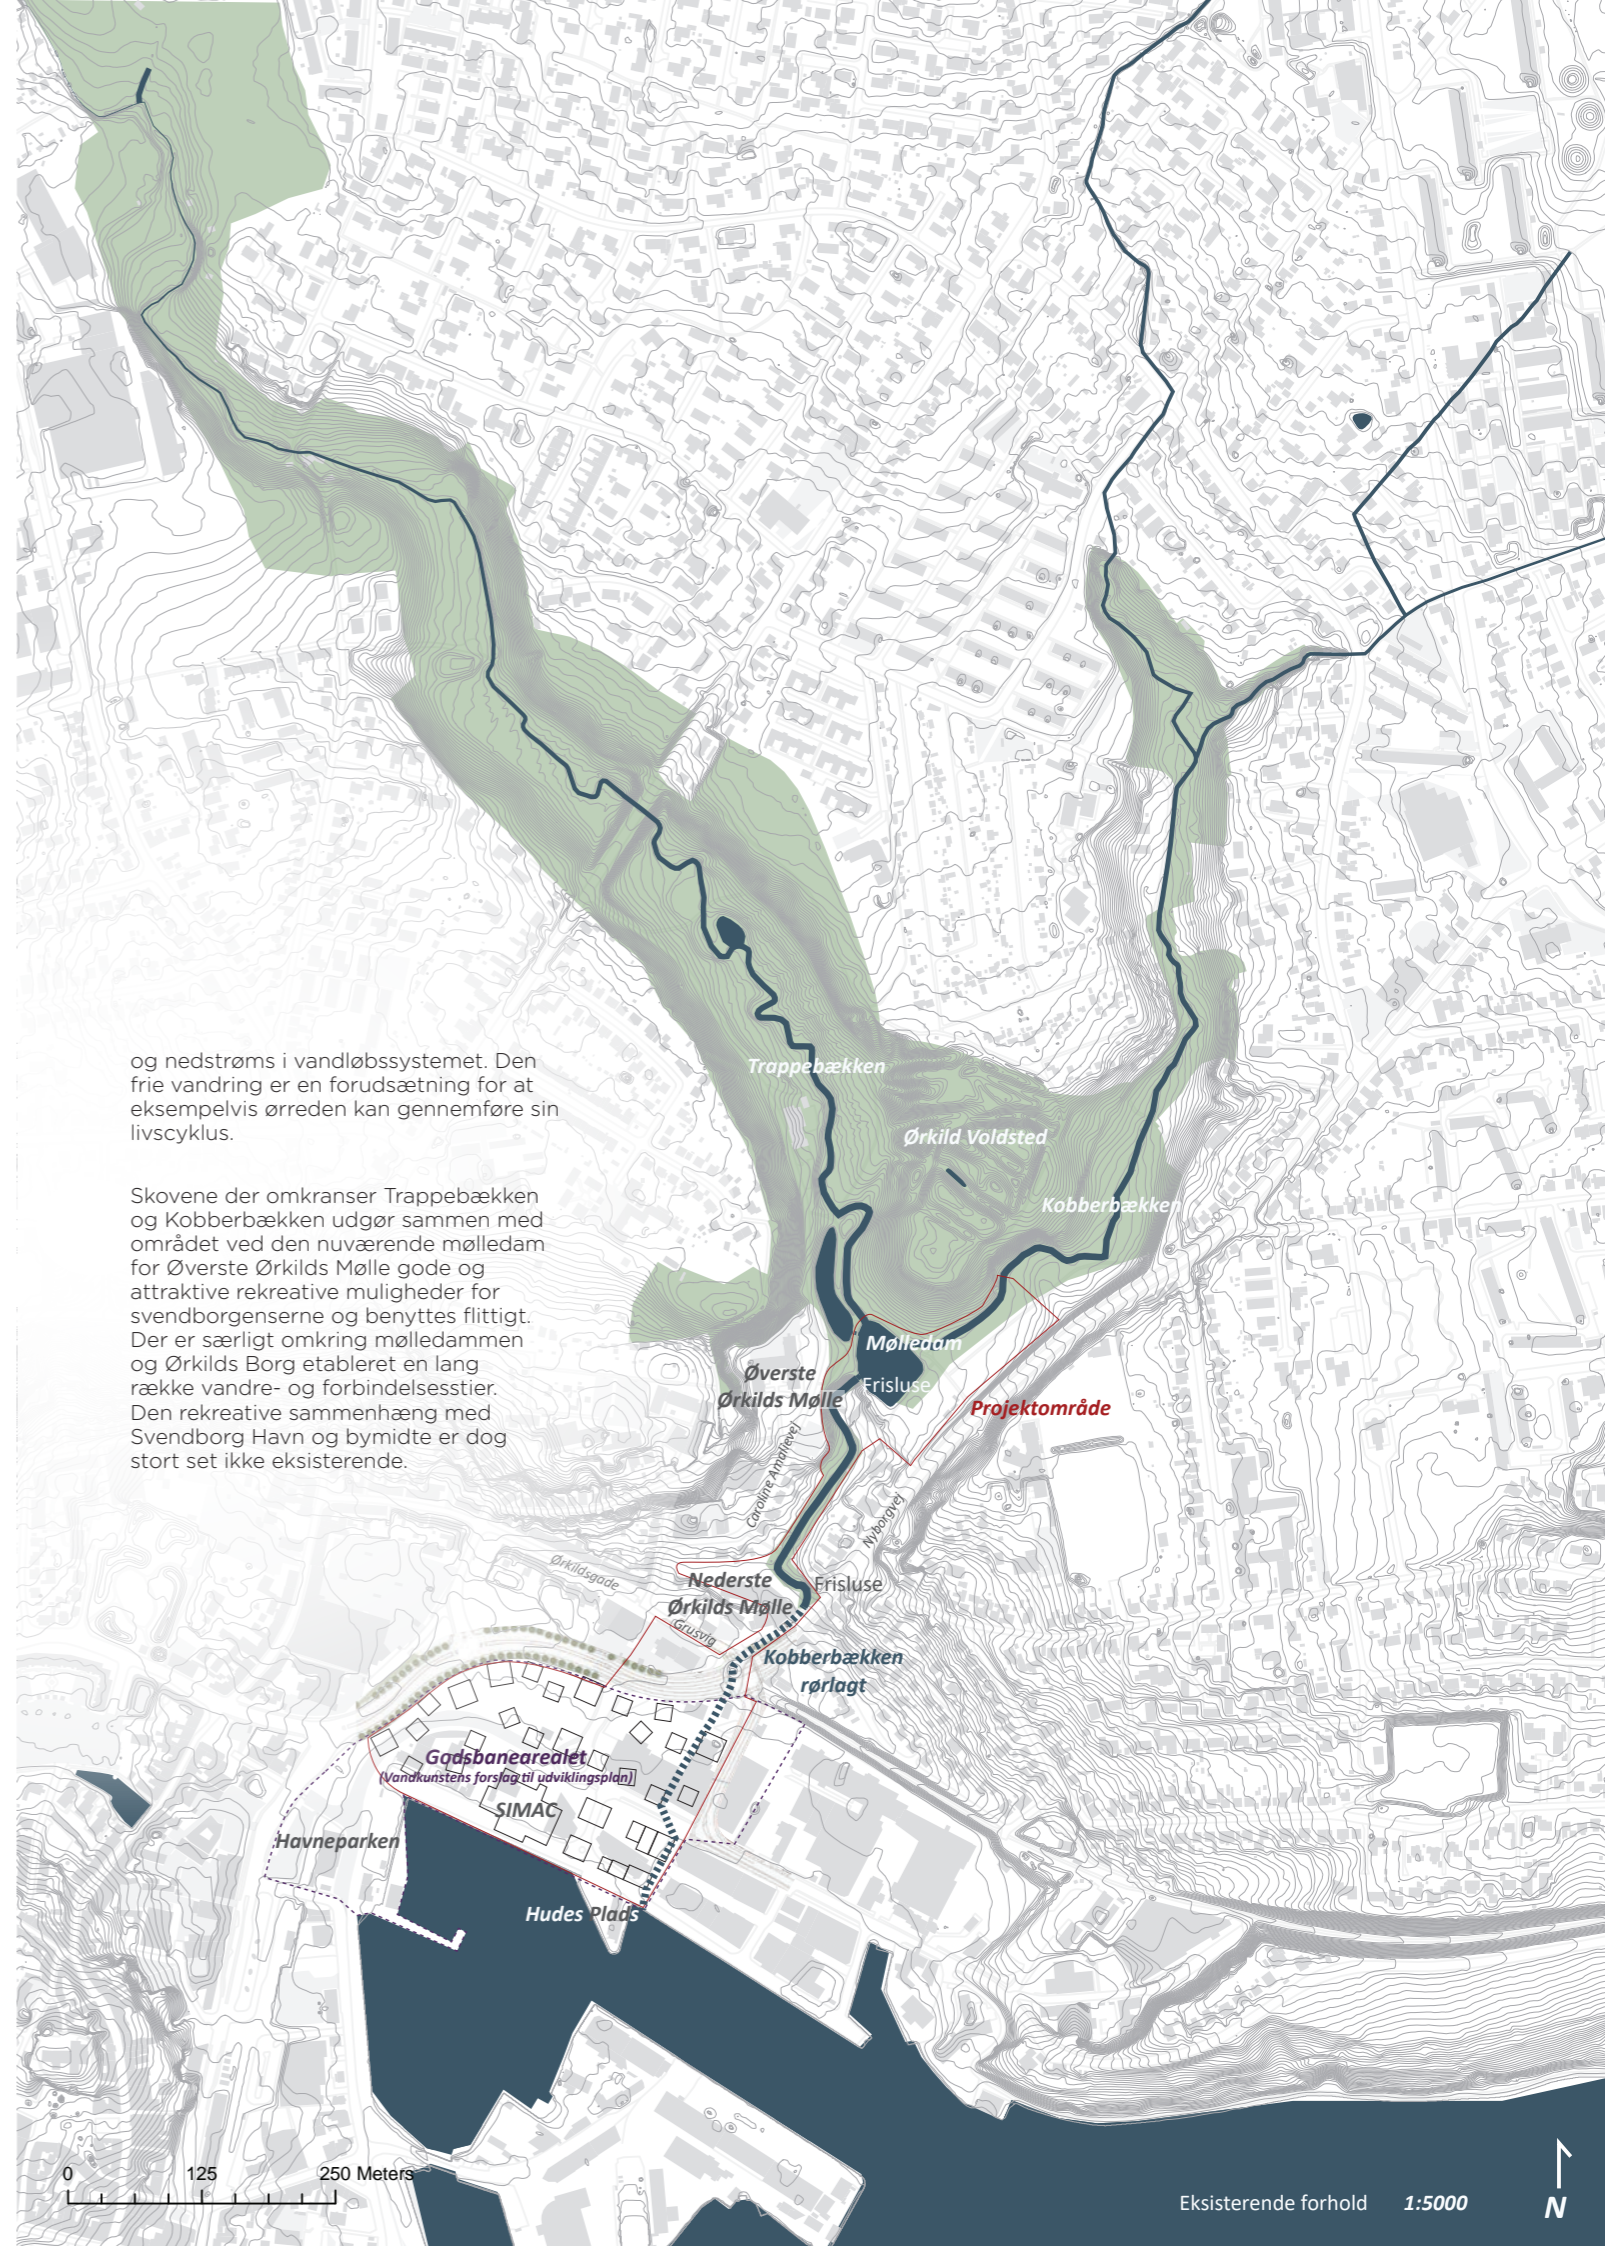 og nedstrøms i vandløbssystemet. Den
frie vandring er en forudsætning for at
eksempelvis ørreden kan gennemføre sin
livscyklus.
Skovene der omkranser Trappebækken
og Kobberbækken udgør sammen med
området ved den nuværende mølledam
for Øverste Ørkilds Mølle gode og
attraktive rekreative muligheder for
svendborgenserne og benyttes flittigt.
Der er særligt omkring mølledammen
og Ørkilds Borg etableret en lang
række vandre- og forbindelsesstier.
Den rekreative sammenhæng med
Svendborg Havn og bymidte er dog
stort set ikke eksisterende.
Trappebækken
Ørkild Voldsted
Kobberbækken
Mølledam
Frisluse
Øverste
Ørkilds Mølle
Projektområde
Caroline Amalievej
Nyborgvej
Ørkildsgade
Nederste
Ørkilds Mølle
Frisluse
Grusvig
Kobberbækken
rørlagt
Godsbanearealet
(Vandkunstens forslag til udviklingsplan)
SIMAC
Havneparken
Hudes Plads
0 125 250 Meters
Eksisterende forhold 1:5000
N